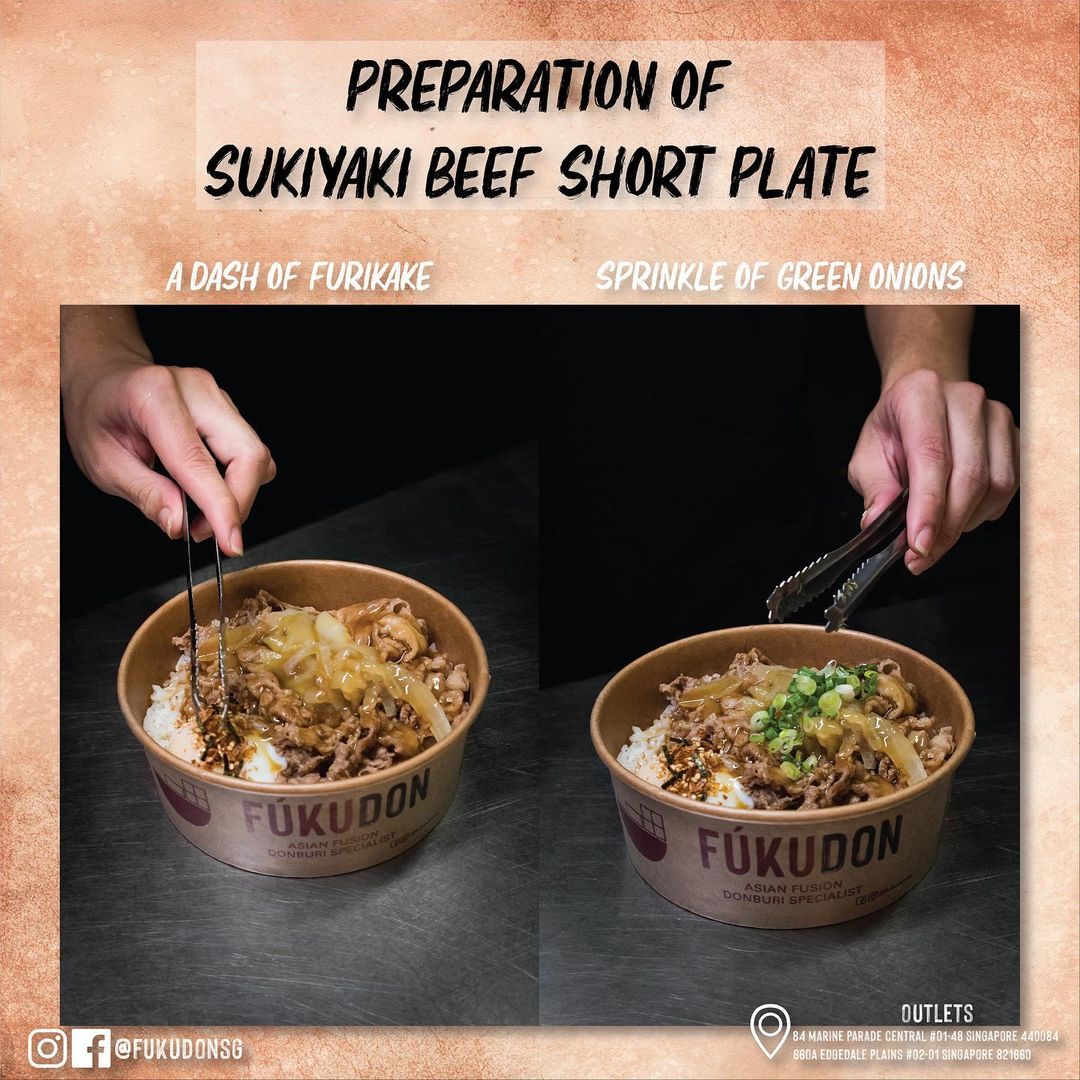 PREPARATION OF
SUKIYAKI BEEF SHORT PLATE
A DASH OF FURIKAKE
SPRINKLE OF GREEN ONIONS
FÚKUDON
ASIAN FUSION
DONBURI SPECIALIST
FÚKUDON
ASIAN FUSION
DONBURI SPECIALIST
@FUKUDONSG
OUTLETS
84 MARINE PARADE CENTRAL #01-48 SINGAPORE 440084
660A EDGEDALE PLAINS #02-01 SINGAPORE 821660